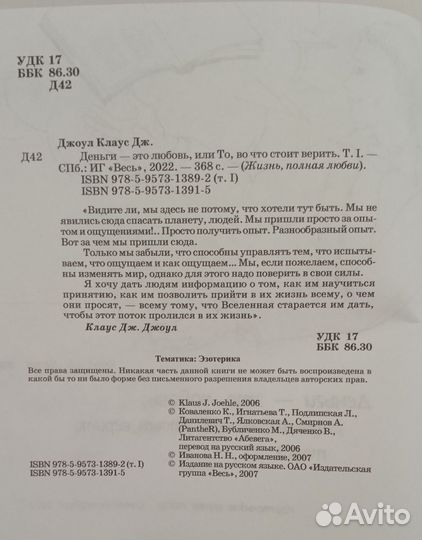 УДК 17
ББК 86.30
Д42
Джоул Клаус Дж.
Д42 Деньги — это любовь, или То, во что стоит верить. Т. I. —
СПб.: ИГ «Весь», 2022. — 368 с. — (Жизнь, полная любви).
ISBN 978-5-9573-1389-2 (т. I)
ISBN 978-5-9573-1391-5
«Видите ли, мы здесь не потому, что хотели тут быть. Мы не
явились сюда спасать планету, людей. Мы пришли просто за опы-
том и ощущениями!.. Просто получить опыт. Разнообразный опыт.
Вот за чем мы пришли сюда.
Только мы забыли, что способны управлять тем, что испыты-
ваем, что ощущаем и как ощущаем... Мы, если пожелаем, способ-
ны изменять мир, однако для этого надо поверить в свои силы.
Я хочу дать людям информацию о том, как им научиться
принятию, как им позволить прийти в их жизнь всему, о чем
они просят, — всему тому, что Вселенная старается им дать,
чтобы этот поток пролился в их жизнь».
Клаус Дж. Джоул
УДК 17
ББК 86.30
Тематика: Эзотерика
Все права защищены. Никакая часть данной книги не может быть воспроизведена в
какой бы то ни было форме без письменного разрешения владельцев авторских прав.
© Klaus J. Joehle, 2006
© Коваленко К., Игнатьева Т., Подлипская Л.,
Данилевич Т., Ялковская А., Смирнов А.
(PantheR), Бубличенко М., Дяченко В.,
Литагентство «Абевега»,
перевод на русский язык, 2006
© Иванова Н. Н., оформление, 2007
ISBN 978-5-9573-1389-2 (т. I) © Издание на русском языке. ОАО «Издательская
ISBN 978-5-9573-1391-5 группа «Весь», 2007
Avito